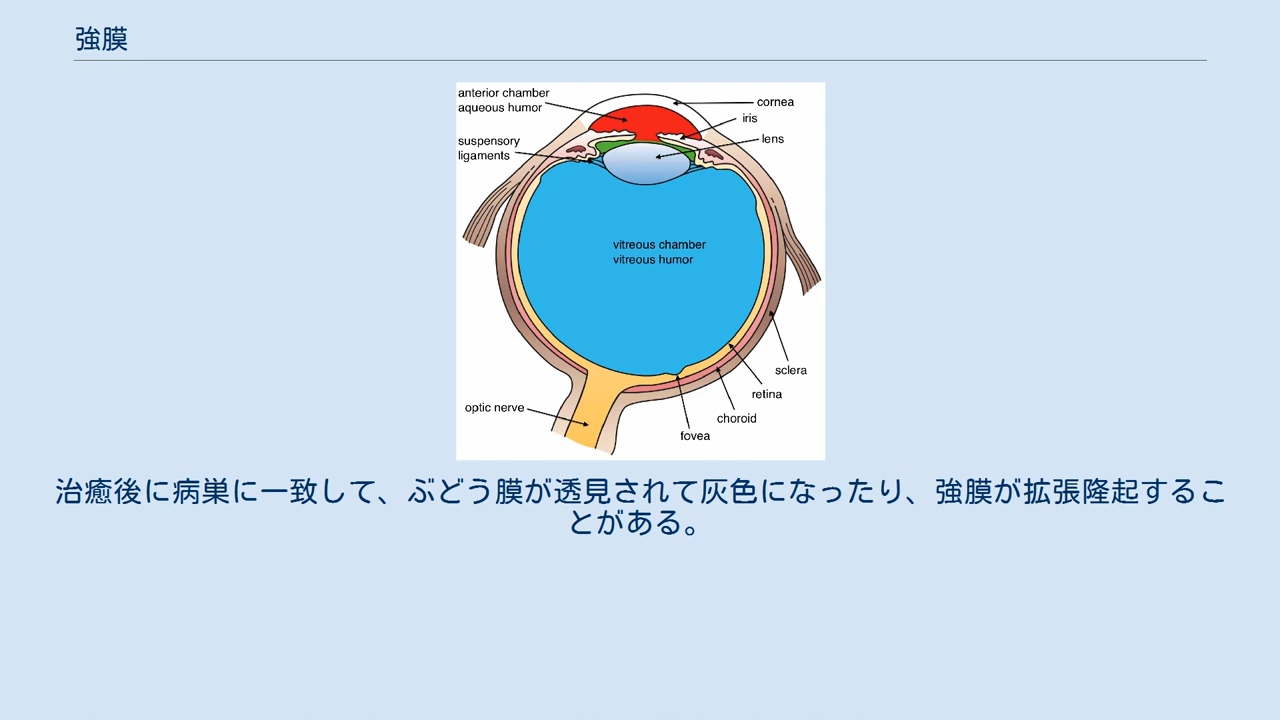 強膜
anterior chamber
aqueous humor
cornea
iris
lens
suspensory
ligaments
vitreous chamber
vitreous humor
sclera
retina
choroid
fovea
optic nerve
治癒後に病巣に一致して、ぶどう膜が透見されて灰色になったり、強膜が拡張隆起するこ
とがある。